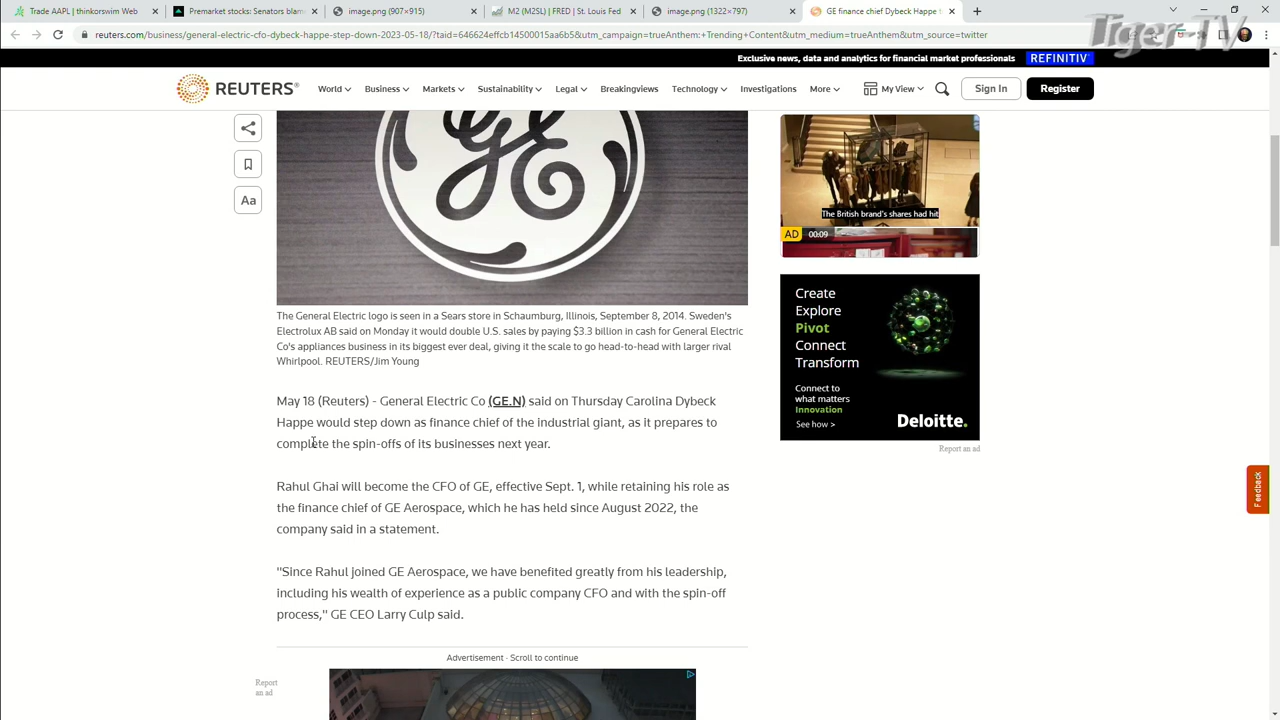 Trade AAPL | thinkorswim Web
Premarket stocks: Surging
image.png (907×915)
M2 (M2SL) | FRED | St. Louis Fed
image.png (1322×797)
GE finance chief Dybeck Happe t
Tiger TV
reuters.com/business/general-electric-cfo-dybeck-happe-step-down-2023-05-18/?taid=646624effcb1450001 5aa6b5&utm_campaign=trueAnthem:+Trending+Content&utm_medium=trueAnthem&utm_source=twitter
Exclusive news, data and analytics for financial market professionals REFINITIV
REUTERS®
World Business Markets Sustainability Legal Breakingviews Technology Investigations More
My View
Sign In
Register
Aa
GE
The British brand's shares had hit
AD 00:09
The General Electric logo is seen in a Sears store in Schaumburg, Illinois, September 8, 2014. Sweden's
Electrolux AB said on Monday it would double U.S. sales by paying $3.3 billion in cash for General Electric
Co's appliances business in its biggest ever deal, giving it the scale to go head-to-head with larger rival
Whirlpool. REUTERS/Jim Young
Create
Explore
Pivot
Connect
Transform
Connect to
what matters
Innovation
See how >
Deloitte.
Report an ad
May 18 (Reuters) - General Electric Co (GE.N) said on Thursday Carolina Dybeck
Happe would step down as finance chief of the industrial giant, as it prepares to
complete the spin-offs of its businesses next year.
Rahul Ghai will become the CFO of GE, effective Sept. 1, while retaining his role as
the finance chief of GE Aerospace, which he has held since August 2022, the
company said in a statement.
Feedback
"Since Rahul joined GE Aerospace, we have benefited greatly from his leadership,
including his wealth of experience as a public company CFO and with the spin-off
process," GE CEO Larry Culp said.
Advertisement · Scroll to continue
Report
an ad